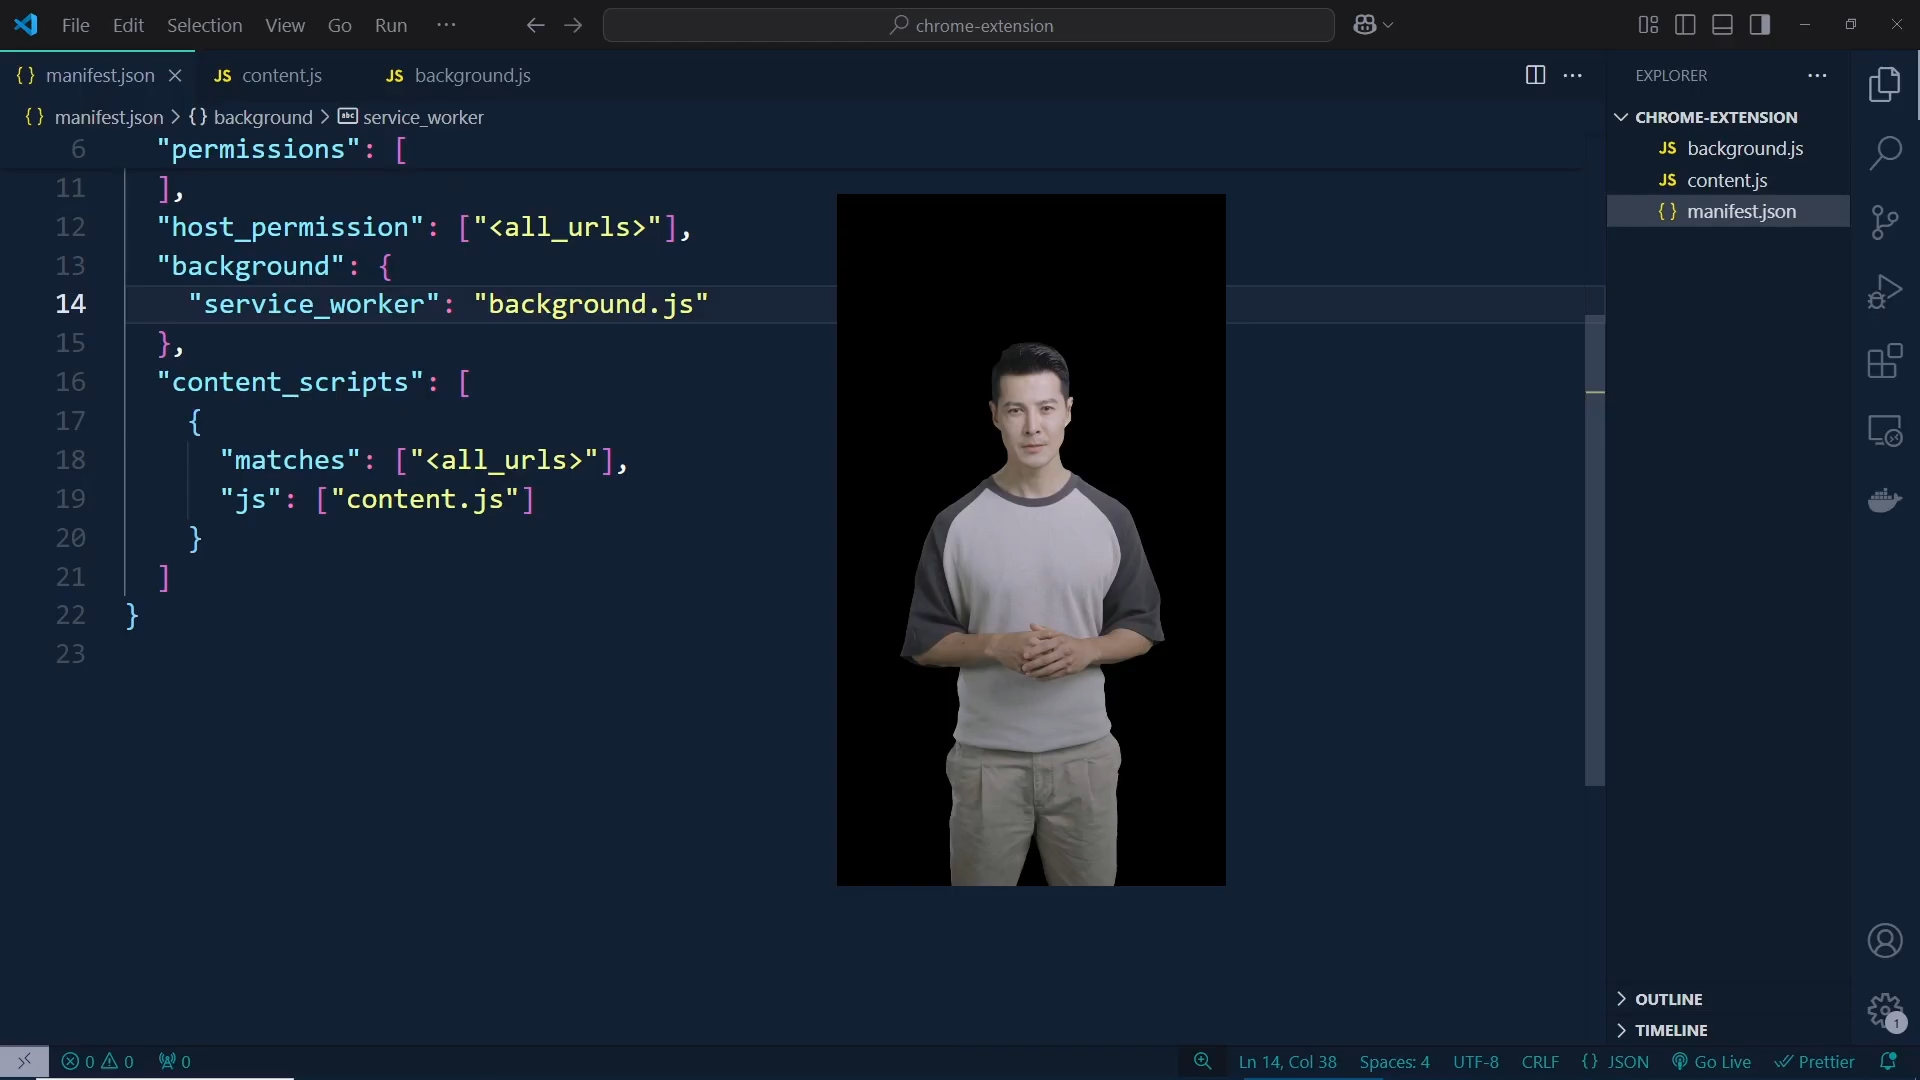 File Edit Selection View Go Run ···
chrome-extension
manifest.json
JS content.js
JS background.js
{} manifest.json > {} background > abc service_worker
6 "permissions": [
11 ],
12 "host_permission": ["<all_urls>"],
13 "background": {
14 "service_worker": "background.js"
15 },
16 "content_scripts": [
17 {
18 "matches": ["<all_urls>"],
19 "js": ["content.js"]
20 }
21 ]
22 }
23
EXPLORER
CHROME-EXTENSION
JS background.js
JS content.js
{} manifest.json
OUTLINE
TIMELINE
1
0 0 0
Ln 14, Col 38 Spaces: 4 UTF-8 CRLF {} JSON Go Live Prettier